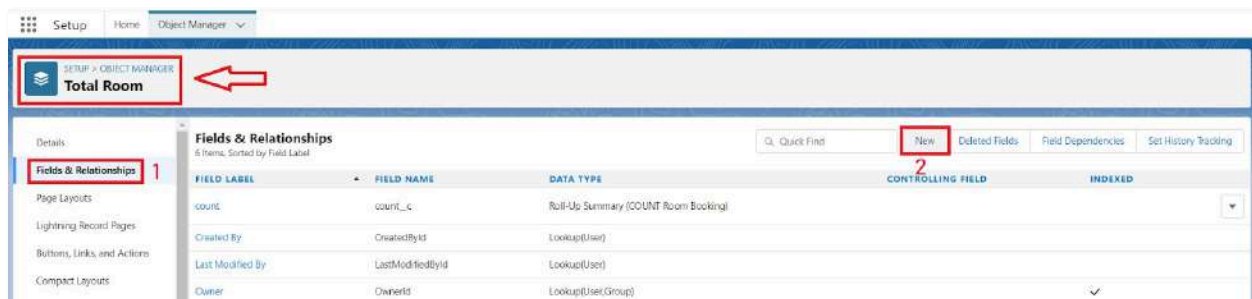 Setup Home Object Manager
SETUP > OBJECT MANAGER
Total Room
Details
Fields & Relationships 1
Page Layouts
Lightning Record Pages
Buttons, Links, and Actions
Compact Layouts
Fields & Relationships
6 Items, Sorted by Field Label
Quick Find New Deleted Fields Field Dependencies Set History Tracking
2
FIELD LABEL FIELD NAME DATA TYPE CONTROLLING FIELD INDEXED
count count__c Roll-Up Summary (COUNT Room Booking)
Created By CreatedById Lookup(User)
Last Modified By LastModifiedById Lookup(User)
Owner OwnerId Lookup(User,Group)